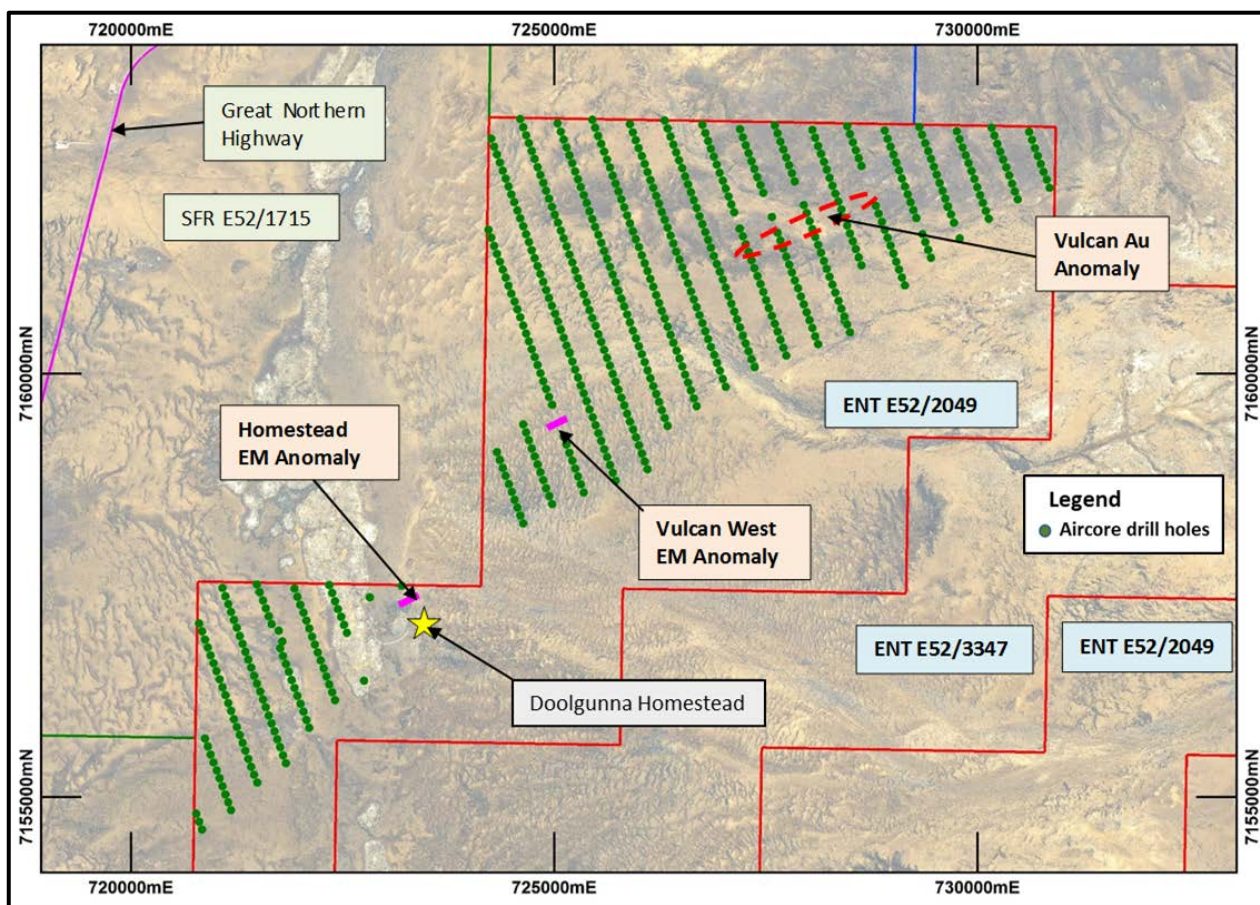 720000mE
725000mE
730000mE
Great Northern
Highway
SFR E52/1715
Vulcan Au
Anomaly
7160000mN
7160000mN
ENT E52/2049
Homestead
EM Anomaly
Legend
Aircore drill holes
Vulcan West
EM Anomaly
ENT E52/3347
ENT E52/2049
Doolgunna Homestead
7155000mN
7155000mN
720000mE
725000mE
730000mE